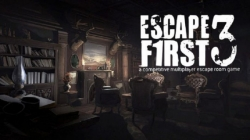 ESCAPE
F1RST 3
a competitive multiplayer escape room game